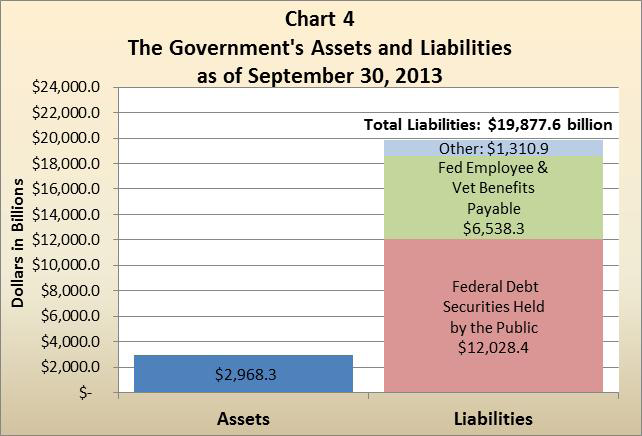 Chart 4
The Government's Assets and Liabilities
as of September 30, 2013
Dollars in Billions
$24,000.0
$22,000.0
$20,000.0
$18,000.0
$16,000.0
$14,000.0
$12,000.0
$10,000.0
$8,000.0
$6,000.0
$4,000.0
$2,000.0
$-
Total Liabilities:  $19,877.6  billion
Other: $1,310.9
Fed Employee &
Vet Benefits
Payable
$6,538.3
Federal Debt
Securities Held
by the Public
$12,028.4
$2,968.3
Assets
Liabilities